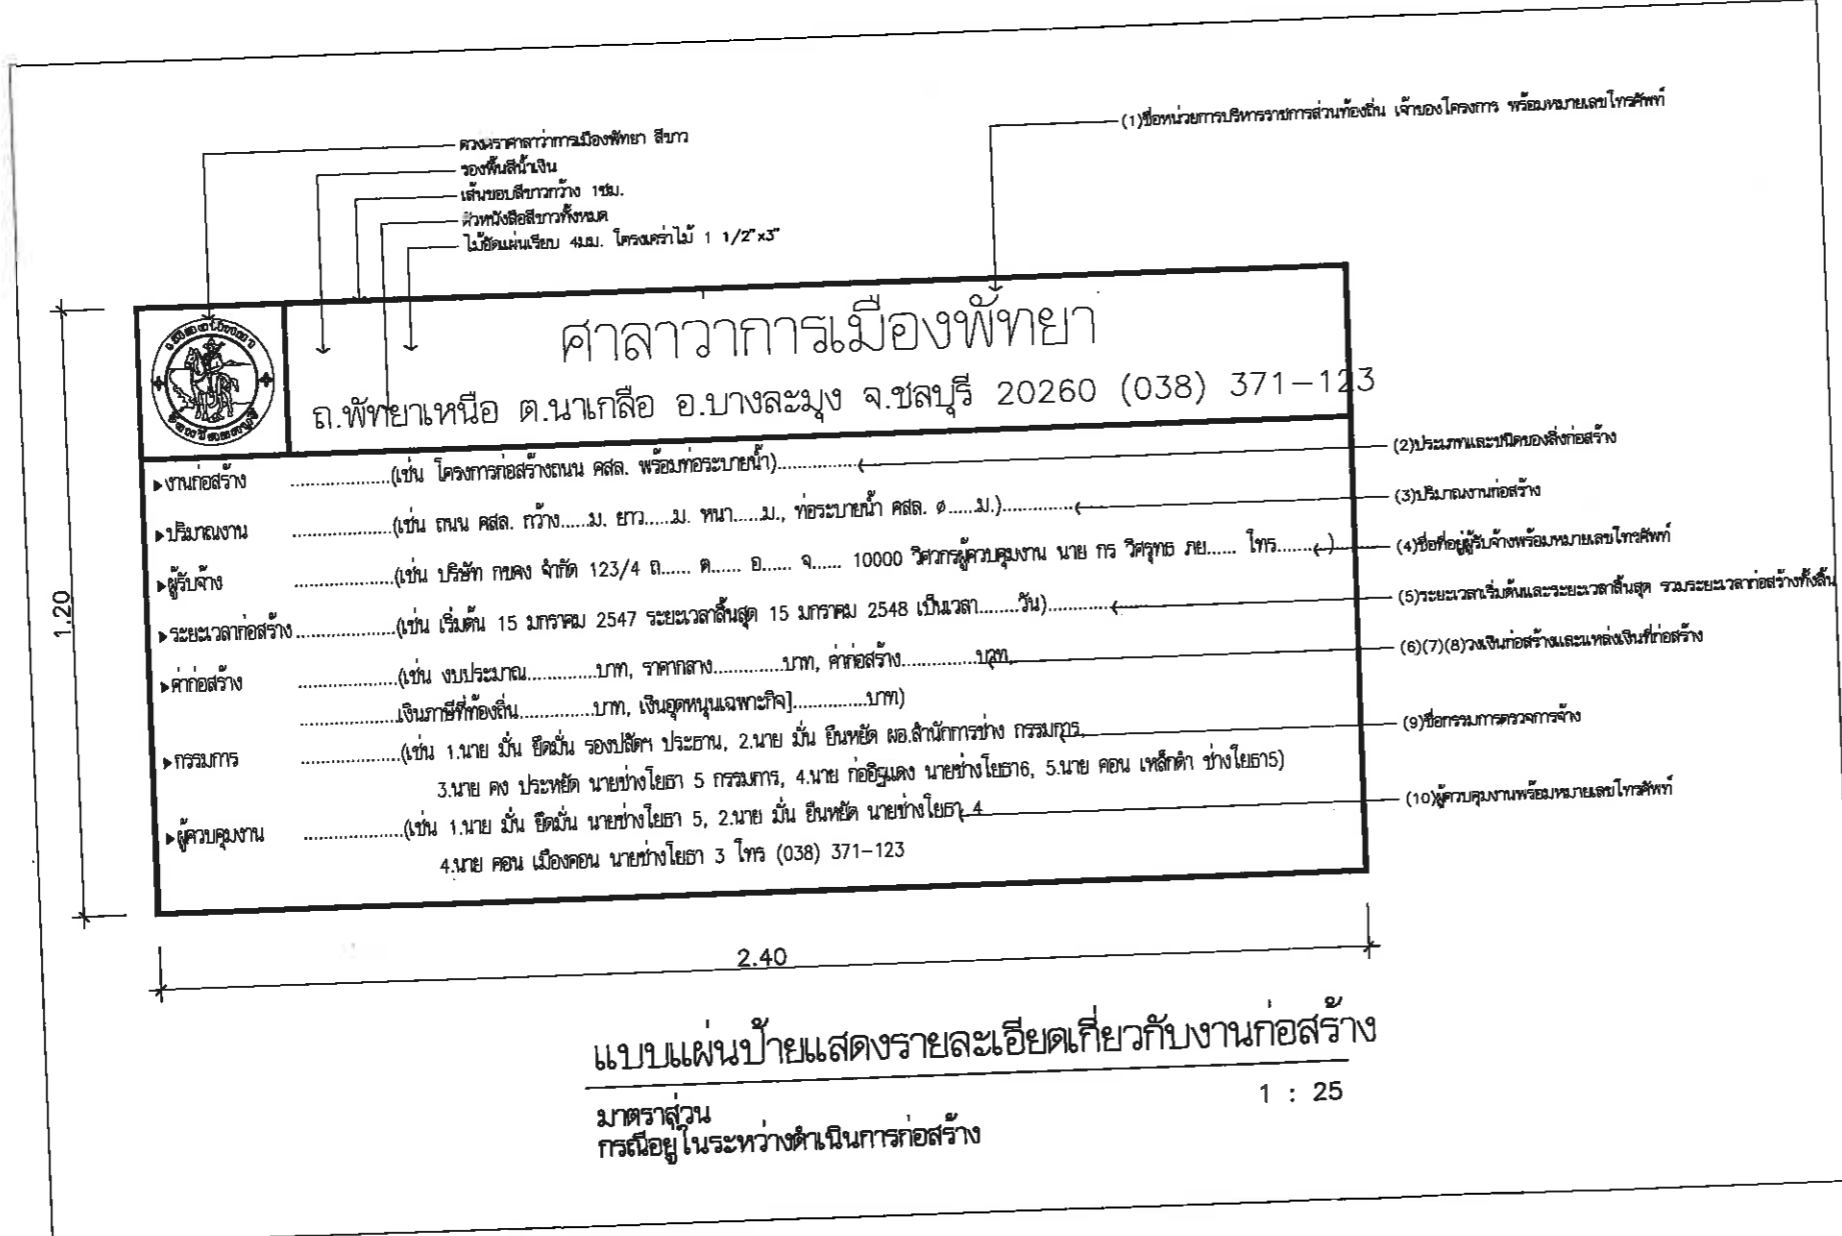 (1)ชื่อหน่วยการบริหารราชการส่วนท้องถิ่น เจ้าของโครงการ พร้อมหมายเลขโทรศัพท์
ดวงตราศาลาว่าการเมืองพัทยา สีขาว
รองพื้นสีน้ำเงิน
เส้นขอบสีขาวกว้าง 1ซม.
ตัวหนังสือสีขาวทั้งหมด
ไม้อัดแผ่นเรียบ 4มม. โครงเคร่าไม้ 1 1/2"x3"
ศาลาวาการเมืองพัทยา
ถ.พัทยาเหนือ ต.นาเกลือ อ.บางละมุง จ.ชลบุรี 20260 (038) 371-123
▸งานก่อสร้าง ...................(เช่น โครงการก่อสร้างถนน คสล. พร้อมท่อระบายน้ำ)............... (2)ประเภทและชนิดของสิ่งก่อสร้าง
▸ปริมาณงาน ...................(เช่น ถนน คสล. กว้าง......ม. ยาว......ม. หนา......ม., ท่อระบายน้ำ คสล. ø.....ม.)............. (3)ปริมาณงานก่อสร้าง
▸ผู้รับจ้าง ...................(เช่น บริษัท กขคง จำกัด 123/4 ถ...... ต...... อ...... จ...... 10000 วิศวกรผู้ควบคุมงาน นาย กร วิศรุทธ ภย...... โทร.........) (4)ชื่อที่อยู่ผู้รับจ้างพร้อมหมายเลขโทรศัพท์
▸ระยะเวลาก่อสร้าง...................(เช่น เริ่มต้น 15 มกราคม 2547 ระยะเวลาสิ้นสุด 15 มกราคม 2548 เป็นเวลา........วัน)............ (5)ระยะเวลาเริ่มต้นและระยะเวลาสิ้นสุด รวมระยะเวลาก่อสร้างทั้งสิ้น
▸ค่าก่อสร้าง ...................(เช่น งบประมาณ.............บาท, ราคากลาง.............บาท, ค่าก่อสร้าง..............บาท, (6)(7)(8)วงเงินก่อสร้างและแหล่งเงินที่ก่อสร้าง
...................เงินภาษีที่ท้องถิ่น..............บาท, เงินอุดหนุนเฉพาะกิจ]..............บาท)
▸กรรมการ ...................(เช่น 1.นาย มั่น ยึดมั่น รองปลัดฯ ประธาน, 2.นาย มั่น ยืนหยัด ผอ.สำนักการช่าง กรรมการ, (9)ชื่อกรรมการตรวจการจ้าง
3.นาย คง ประหยัด นายช่างโยธา 5 กรรมการ, 4.นาย ก่ออิฐแดง นายช่างโยธา6, 5.นาย คอน เหล็กดำ ช่างโยธา5)
▸ผู้ควบคุมงาน ...................(เช่น 1.นาย มั่น ยึดมั่น นายช่างโยธา 5, 2.นาย มั่น ยืนหยัด นายช่างโยธา 4 (10)ผู้ควบคุมงานพร้อมหมายเลขโทรศัพท์
4.นาย คอน เมืองคอน นายช่างโยธา 3 โทร (038) 371-123
1.20
2.40
แบบแผ่นป้ายแสดงรายละเอียดเกี่ยวกับงานก่อสร้าง
มาตราส่วน 1 : 25
กรณีอยู่ในระหว่างดำเนินการก่อสร้าง